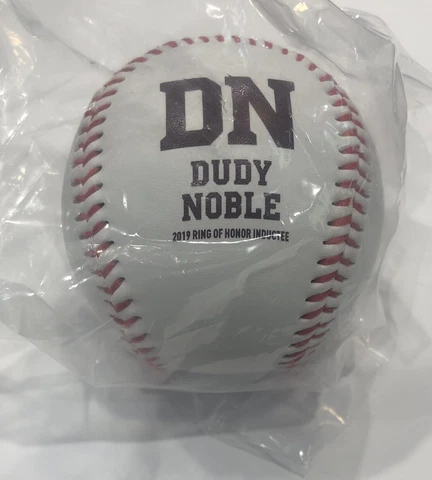 DN
DUDY
NOBLE
2019 RING OF HONOR INDUCTEE